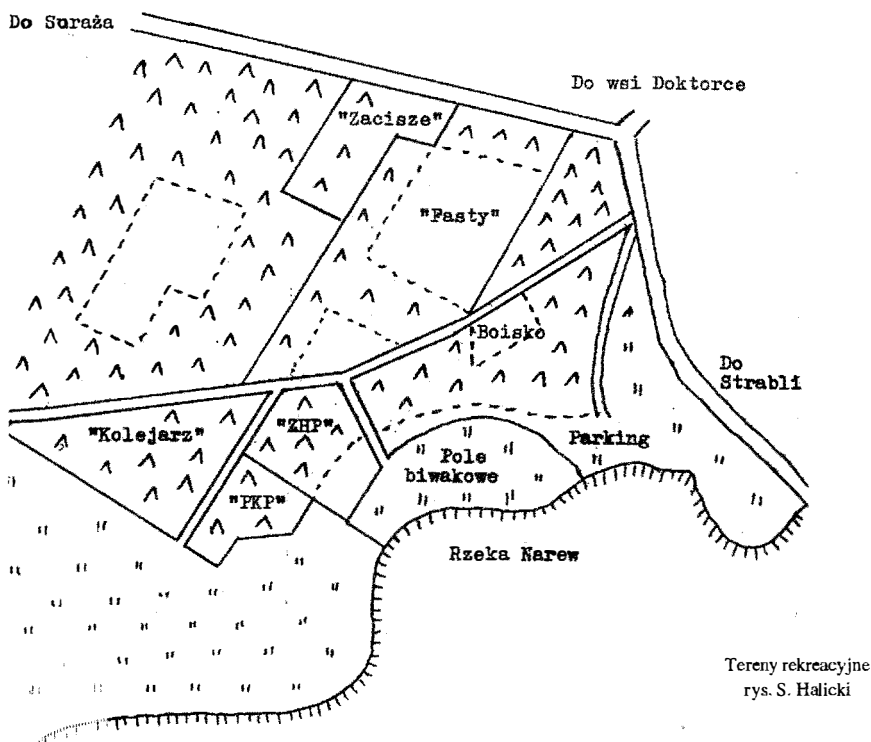 Do Suraża
Do wsi Doktorce
"Zacisze"
"Fasty"
Boisko
Do
Strabli
"Kolejarz"
"ZHP"
Parking
Pole
biwakowe
"PKP"
Rzeka Narew
Tereny rekreacyjne
rys. S. Halicki